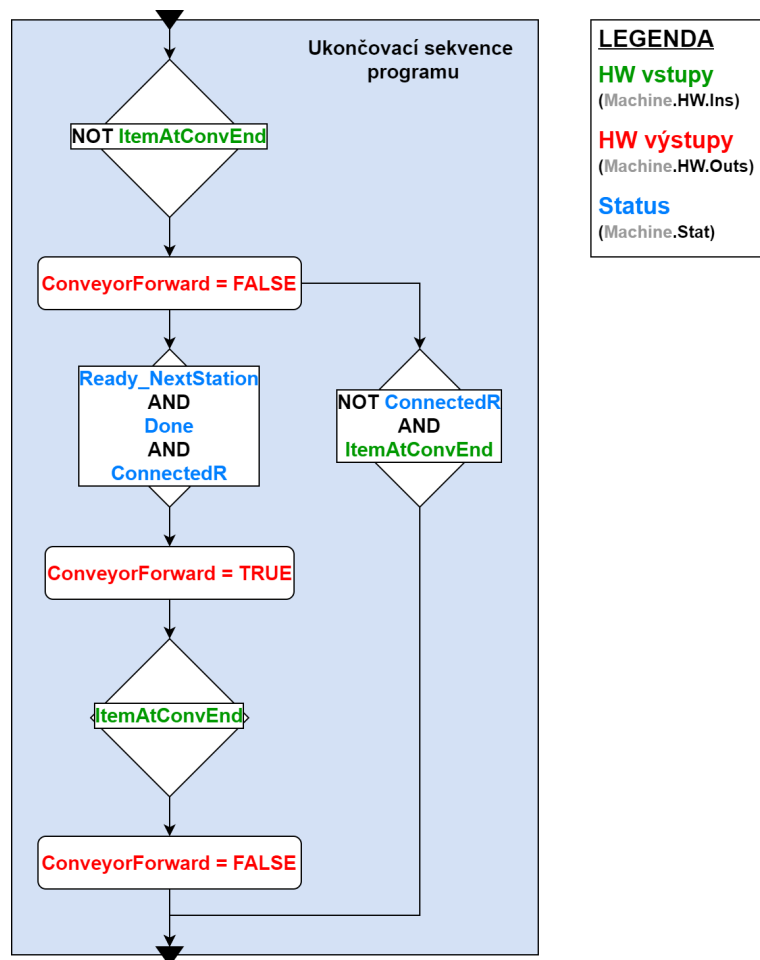 Ukončovací sekvence
programu
NOT ItemAtConvEnd
ConveyorForward = FALSE
Ready_NextStation
AND
Done
AND
ConnectedR
NOT ConnectedR
AND
ItemAtConvEnd
ConveyorForward = TRUE
ItemAtConvEnd
ConveyorForward = FALSE
LEGENDA
HW vstupy
(Machine.HW.Ins)
HW výstupy
(Machine.HW.Outs)
Status
(Machine.Stat)